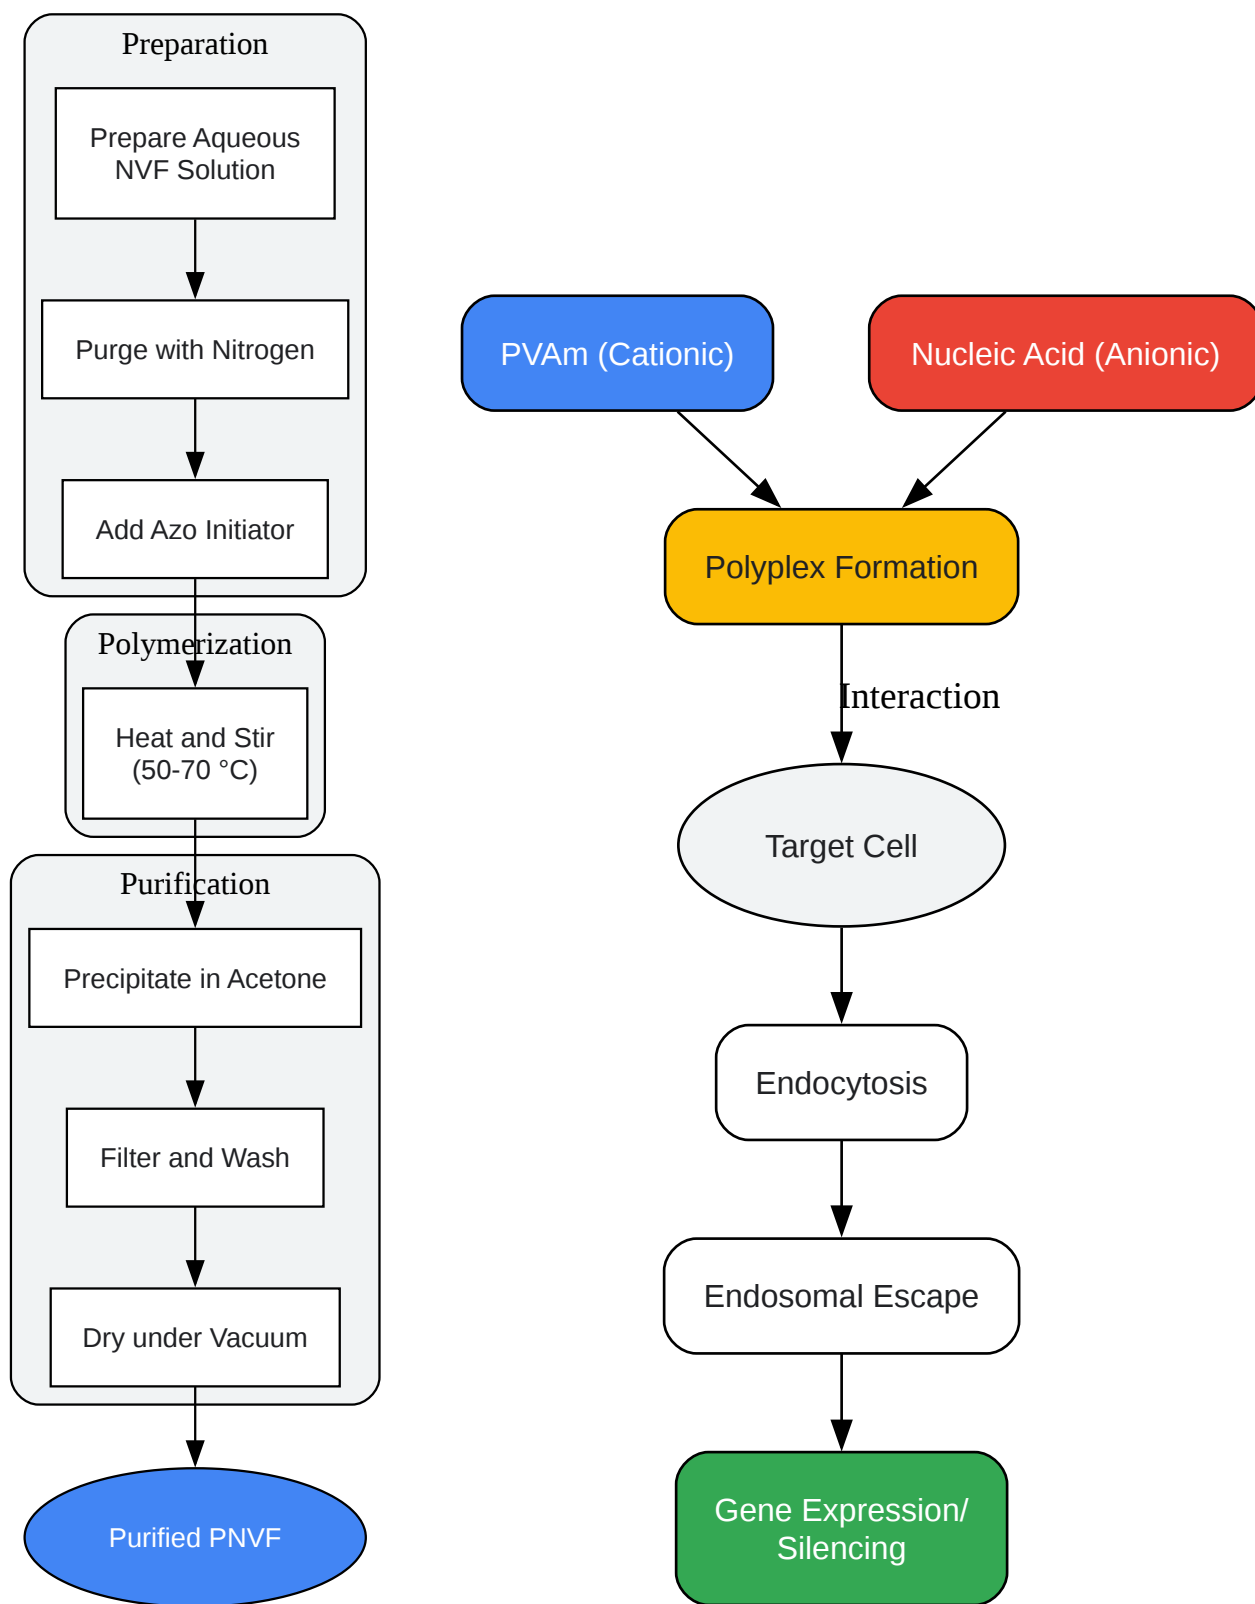 Preparation
Prepare Aqueous
NVF Solution
Purge with Nitrogen
Add Azo Initiator
Polymerization
Heat and Stir
(50-70 °C)
Purification
Precipitate in Acetone
Filter and Wash
Dry under Vacuum
Purified PNVF
PVAm (Cationic)
Nucleic Acid (Anionic)
Polyplex Formation
Interaction
Target Cell
Endocytosis
Endosomal Escape
Gene Expression/
Silencing